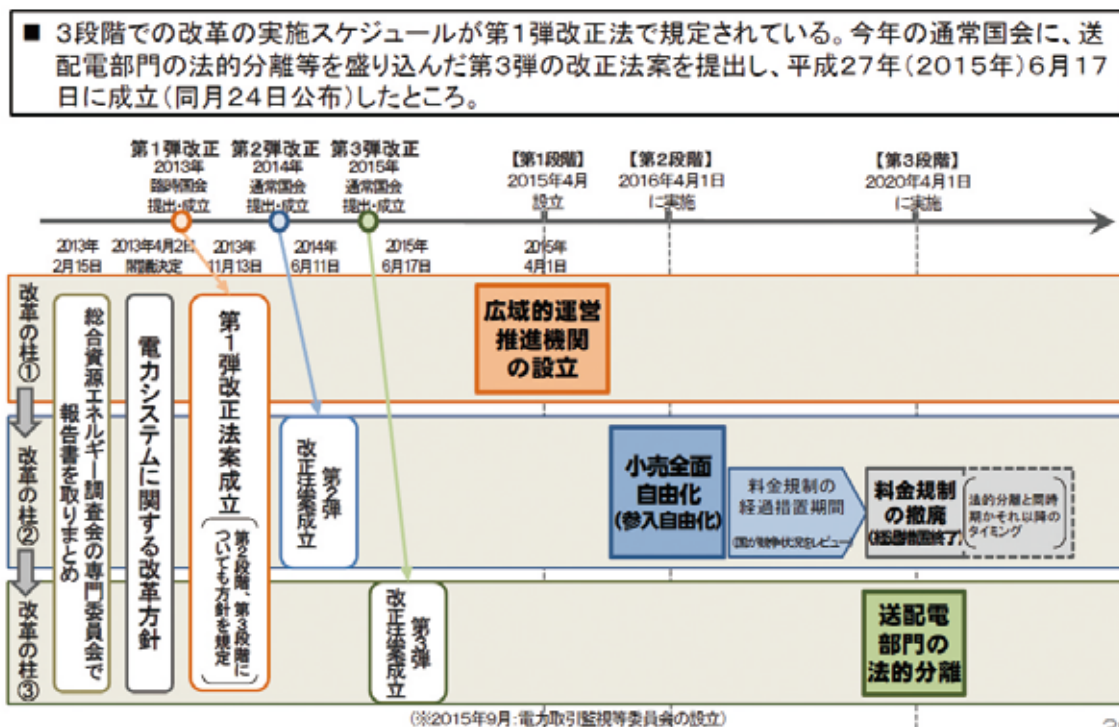 ■ 3段階での改革の実施スケジュールが第1弾改正法で規定されている。今年の通常国会に、送
配電部門の法的分離等を盛り込んだ第3弾の改正法案を提出し、平成27年(2015年)6月17
日に成立(同月24日公布)したところ。
第1弾改正
2013年
臨時国会
提出・成立
第2弾改正
2014年
通常国会
提出・成立
第3弾改正
2015年
通常国会
提出・成立
【第1段階】
2015年4月
設立
【第2段階】
2016年4月1日
に実施
【第3段階】
2020年4月1日
に実施
2013年
2月15日
2013年4月2日
閣議決定
2013年
11月13日
2014年
6月11日
2015年
6月17日
2015年
4月1日
改革の柱①
改革の柱②
改革の柱③
総合資源エネルギー調査会の専門委員会で
報告書を取りまとめ
電力システムに関する改革方針
第1弾改正法案成立
第2段階、第3段階に
ついても方針を規定
第2弾
改正法案成立
第3弾
改正法案成立
広域的運営
推進機関
の設立
小売全面
自由化
(参入自由化)
料金規制の
経過措置期間
(国が競争状況をレビュー)
料金規制
の撤廃
(経過措置終了)
法的分離と同時
期かそれ以降の
タイミング
送配電
部門の
法的分離
(※2015年9月:電力取引監視等委員会の設立)